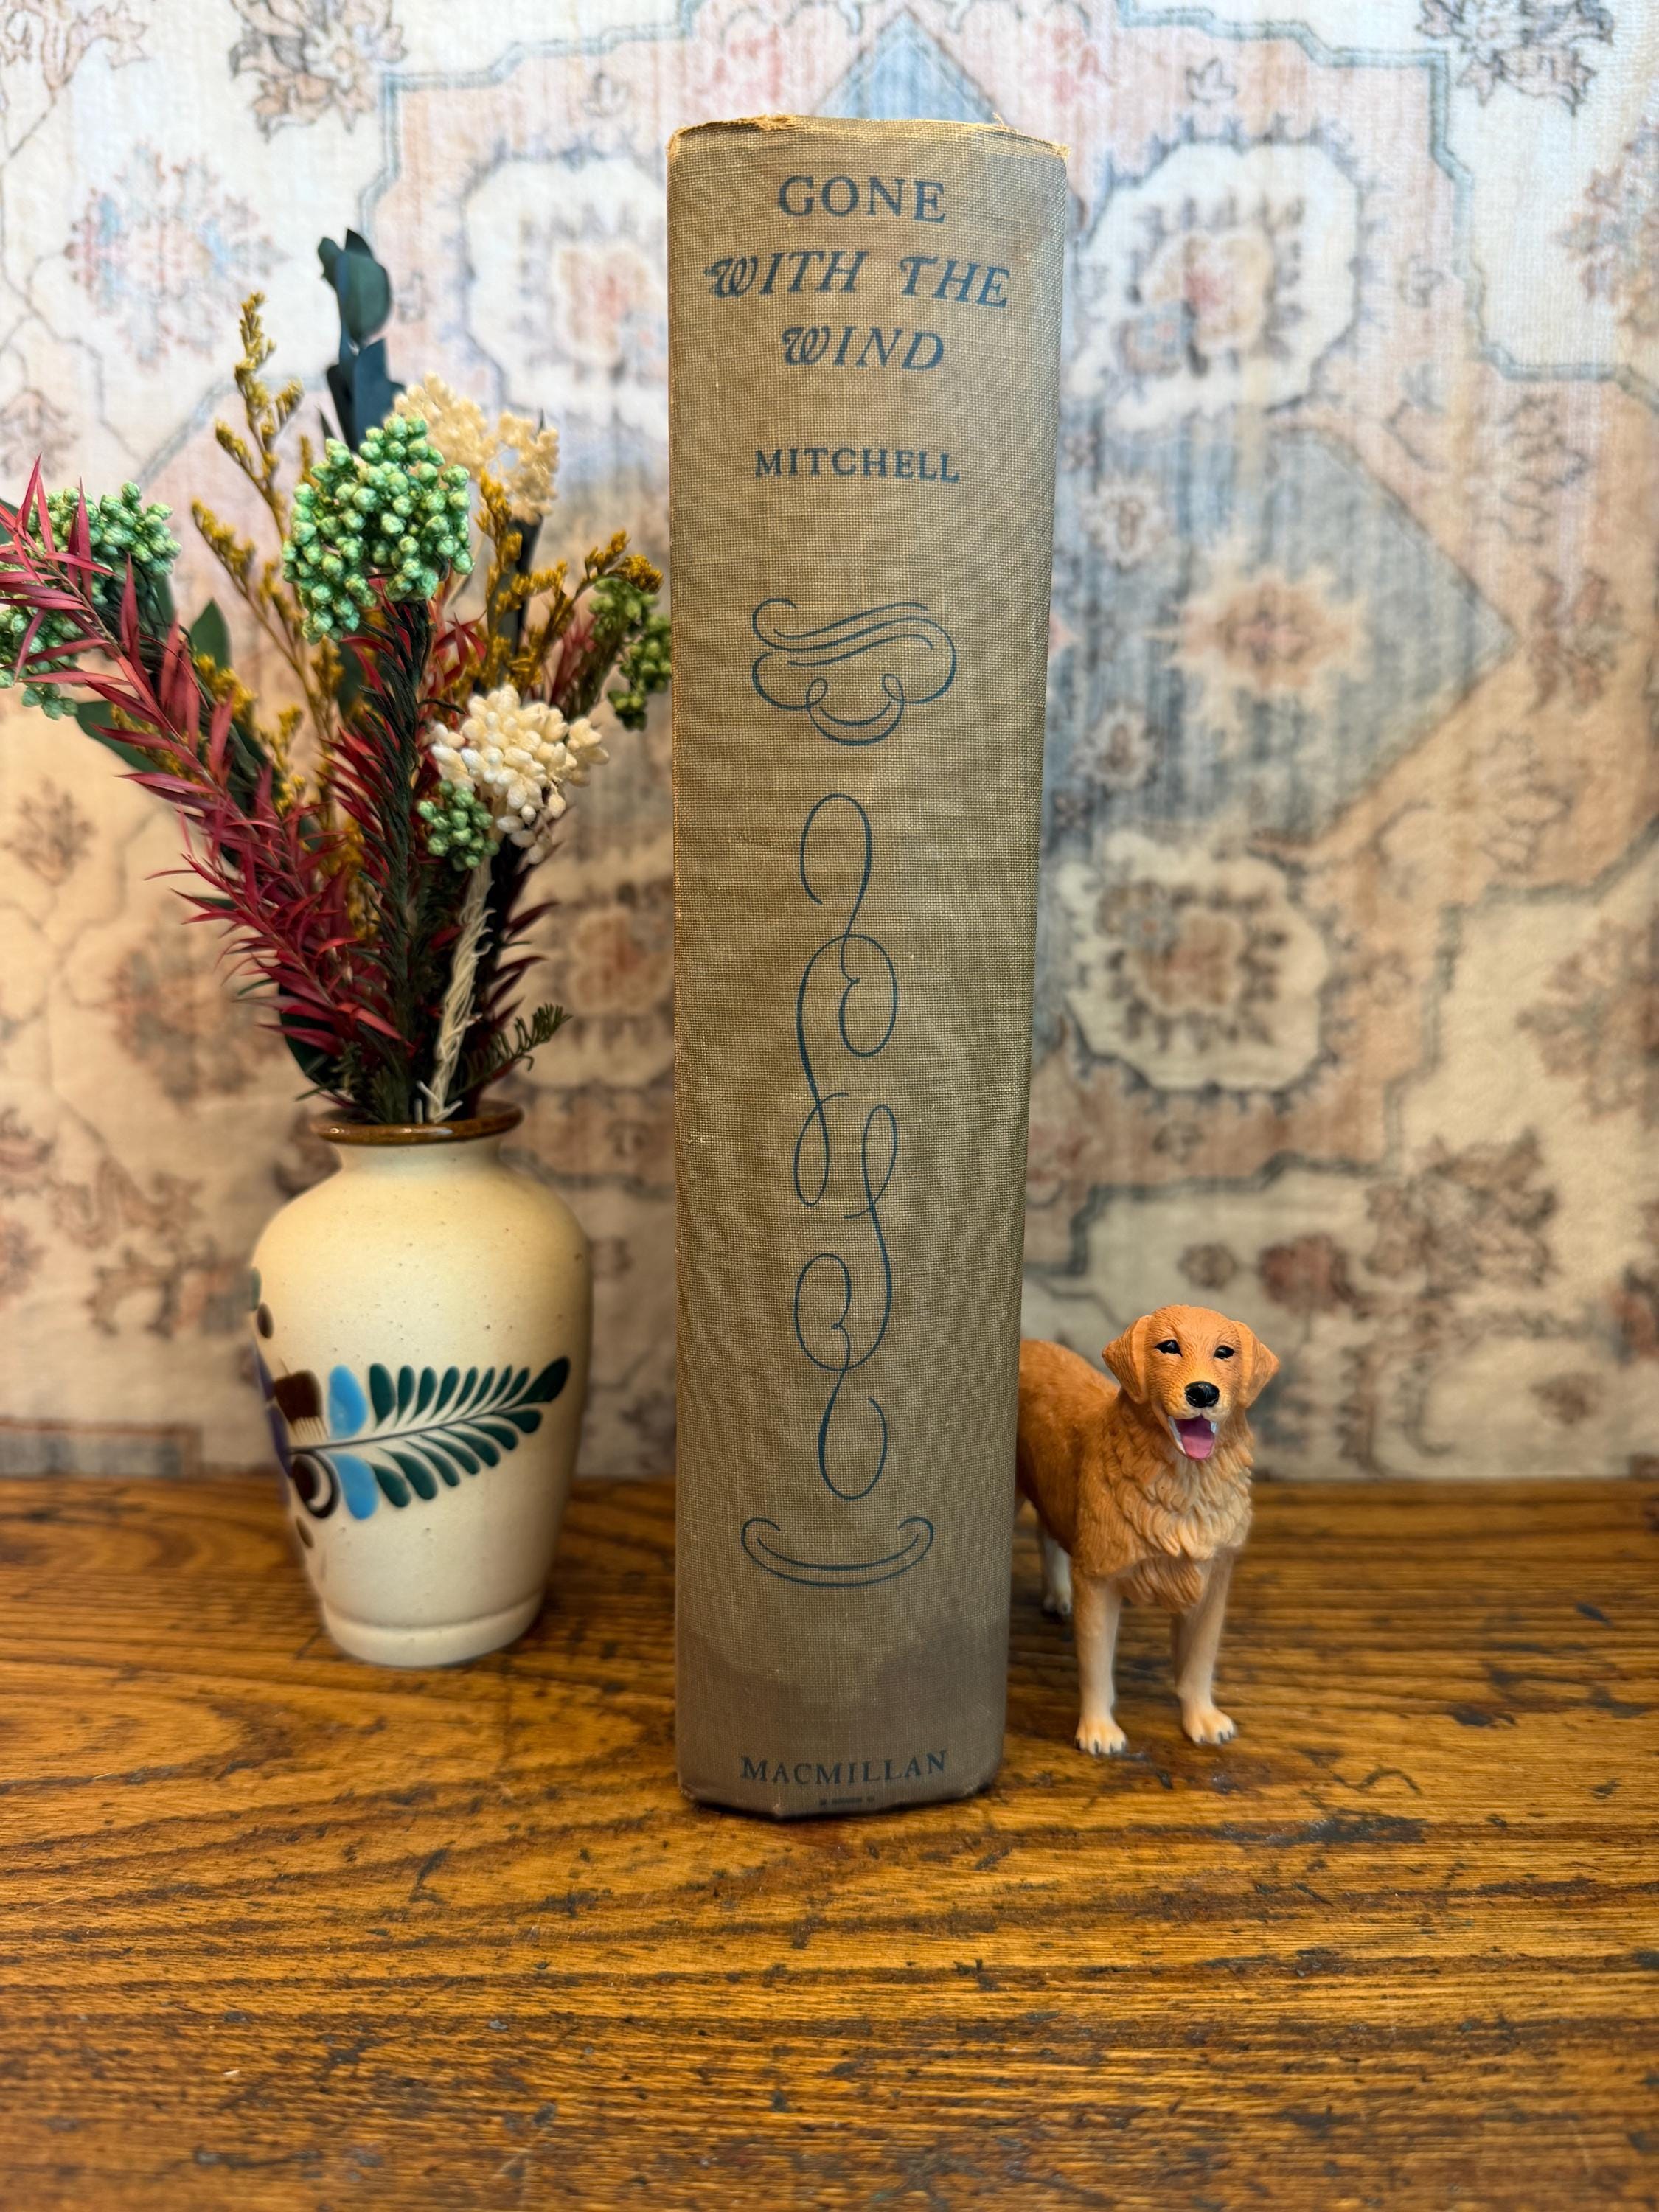 GONE
WITH THE
WIND
MITCHELL
MACMILLAN